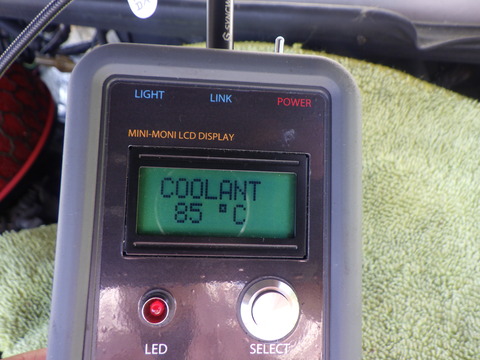 LIGHT
LINK
POWER
MINI-MONI LCD DISPLAY
COOLANT
85 °C
LED
SELECT